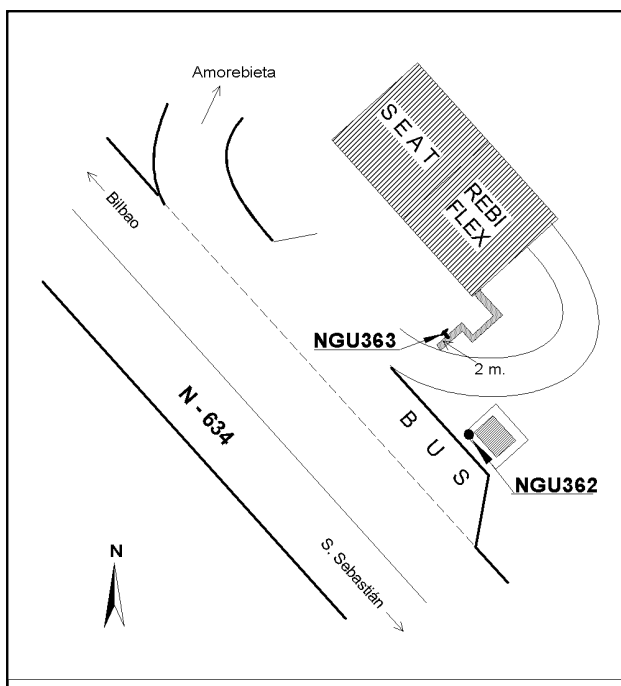 Amorebieta
SEAT
REBI
FLEX
Bilbao
NGU363
2 m.
N - 634
BUS
NGU362
S. Sebastián
N